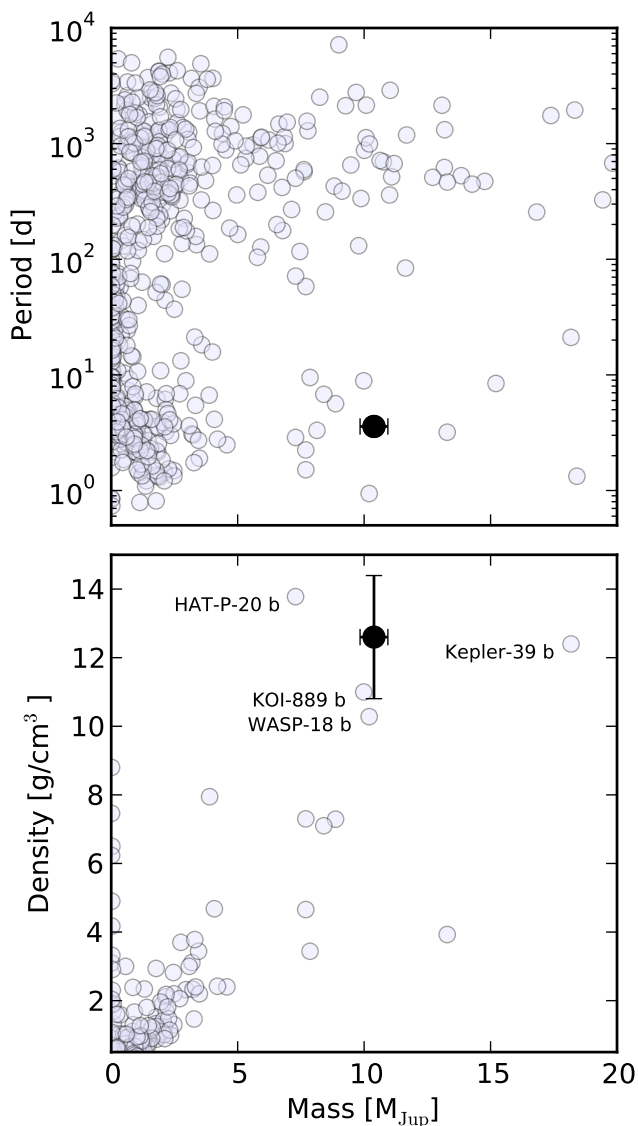 10^4
10^3
10^2
10^1
10^0
Period [d]
14
12
10
8
6
4
2
Density [g/cm^3 ]
HAT-P-20 b
Kepler-39 b
KOI-889 b
WASP-18 b
0 5 10 15 20
Mass [M_Jup]